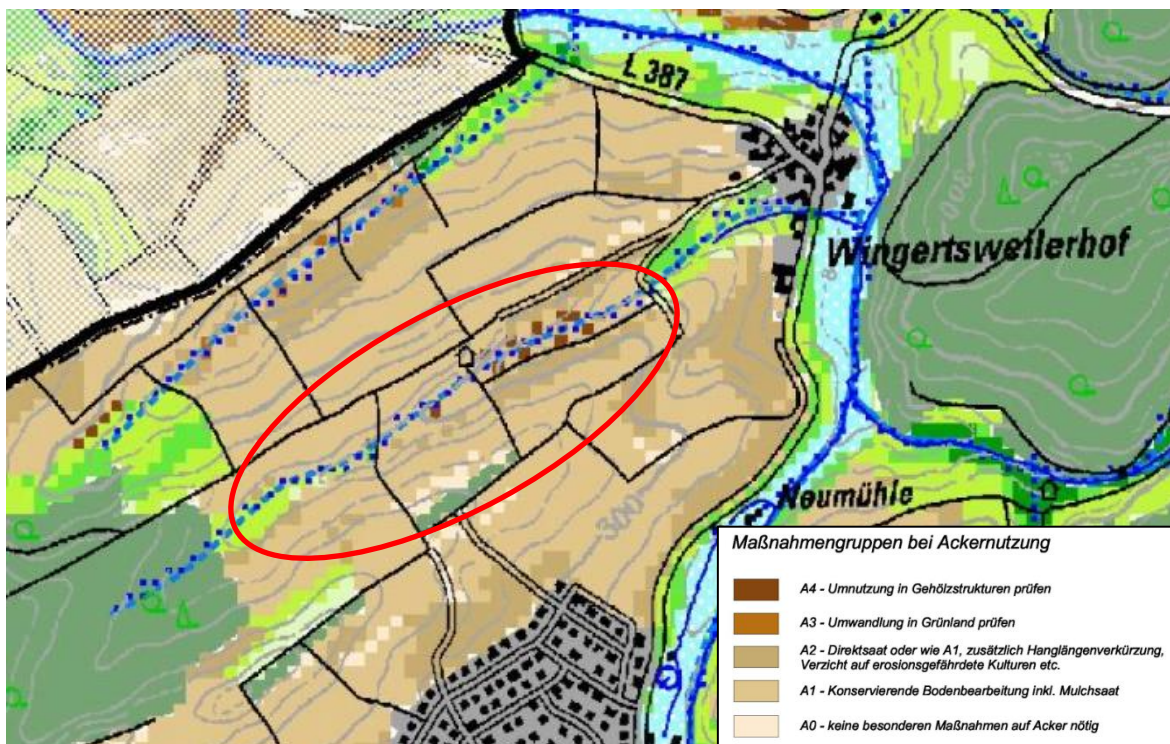 L 387
Wingertsweilerhof
300
Neumühle
300
Maßnahmengruppen bei Ackernutzung
A4 - Umnutzung in Gehölzstrukturen prüfen
A3 - Umwandlung in Grünland prüfen
A2 - Direktsaat oder wie A1, zusätzlich Hanglängenverkürzung,
Verzicht auf erosionsgefährdete Kulturen etc.
A1 - Konservierende Bodenbearbeitung inkl. Mulchsaat
A0 - keine besonderen Maßnahmen auf Acker nötig